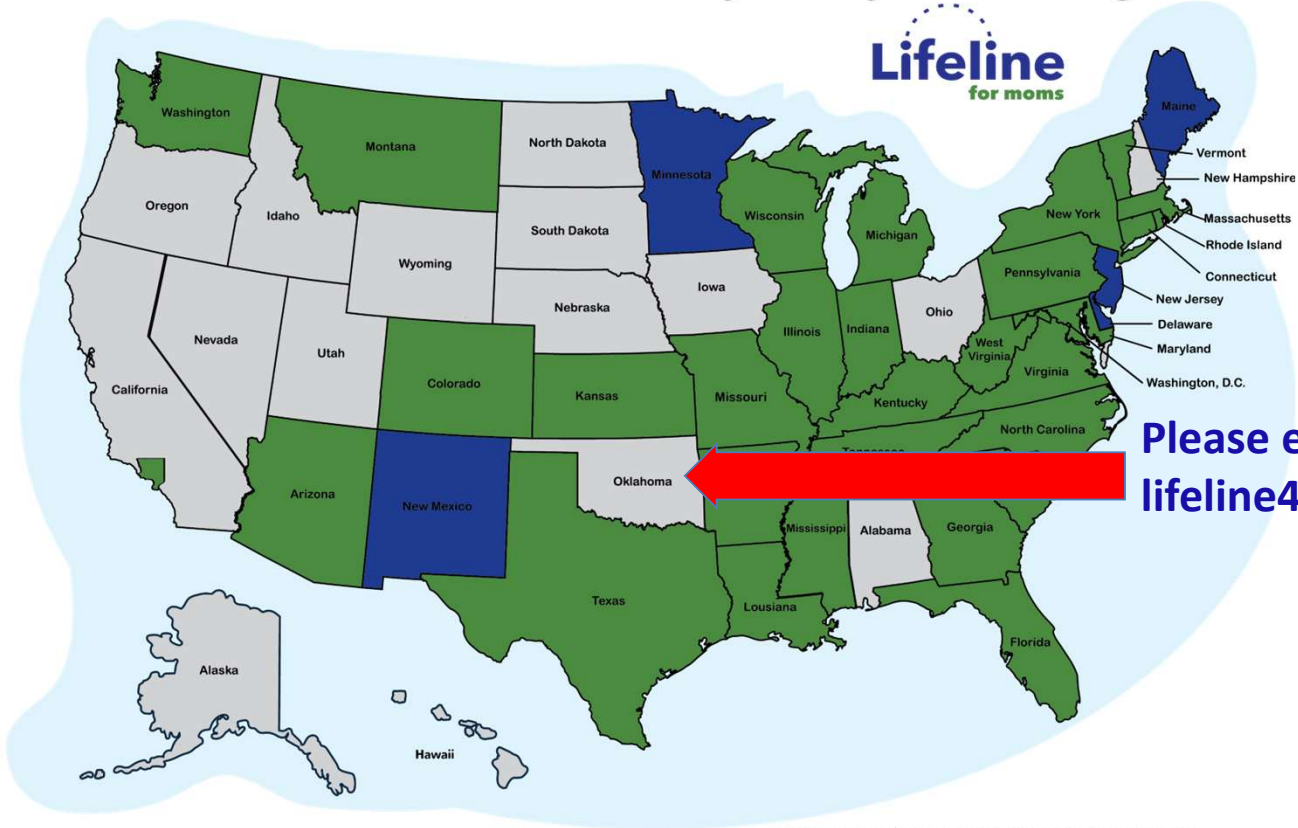 Lifeline
for moms
Washington
Montana
North Dakota
Minnesota
Maine
Vermont
New Hampshire
Massachusetts
Rhode Island
Connecticut
New Jersey
Delaware
Maryland
Washington, D.C.
Oregon
Idaho
Wyoming
South Dakota
Wisconsin
Michigan
New York
Pennsylvania
Nebraska
Iowa
Illinois
Indiana
Ohio
West
Virginia
Virginia
Nevada
Utah
California
Colorado
Kansas
Missouri
Kentucky
North Carolina
Arizona
New Mexico
Oklahoma
Please e
lifeline4
Mississippi
Alabama
Georgia
Texas
Lousiana
Florida
Alaska
Hawaii